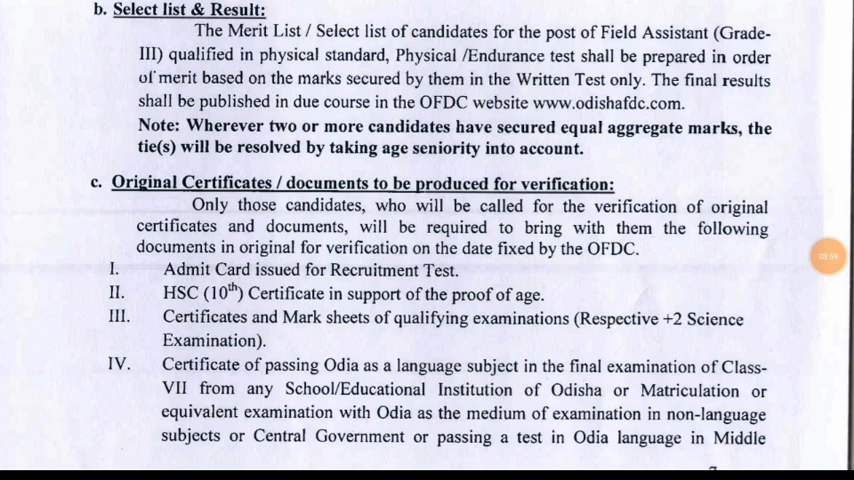 b. Select list & Result:
The Merit List / Select list of candidates for the post of Field Assistant (Grade-
III) qualified in physical standard, Physical /Endurance test shall be prepared in order
of merit based on the marks secured by them in the Written Test only. The final results
shall be published in due course in the OFDC website www.odishafdc.com.
Note: Wherever two or more candidates have secured equal aggregate marks, the
tie(s) will be resolved by taking age seniority into account.
c. Original Certificates / documents to be produced for verification:
Only those candidates, who will be called for the verification of original
certificates and documents, will be required to bring with them the following
documents in original for verification on the date fixed by the OFDC.
I. Admit Card issued for Recruitment Test.
II. HSC (10th) Certificate in support of the proof of age.
III. Certificates and Mark sheets of qualifying examinations (Respective +2 Science
Examination).
IV. Certificate of passing Odia as a language subject in the final examination of Class-
VII from any School/Educational Institution of Odisha or Matriculation or
equivalent examination with Odia as the medium of examination in non-language
subjects or Central Government or passing a test in Odia language in Middle